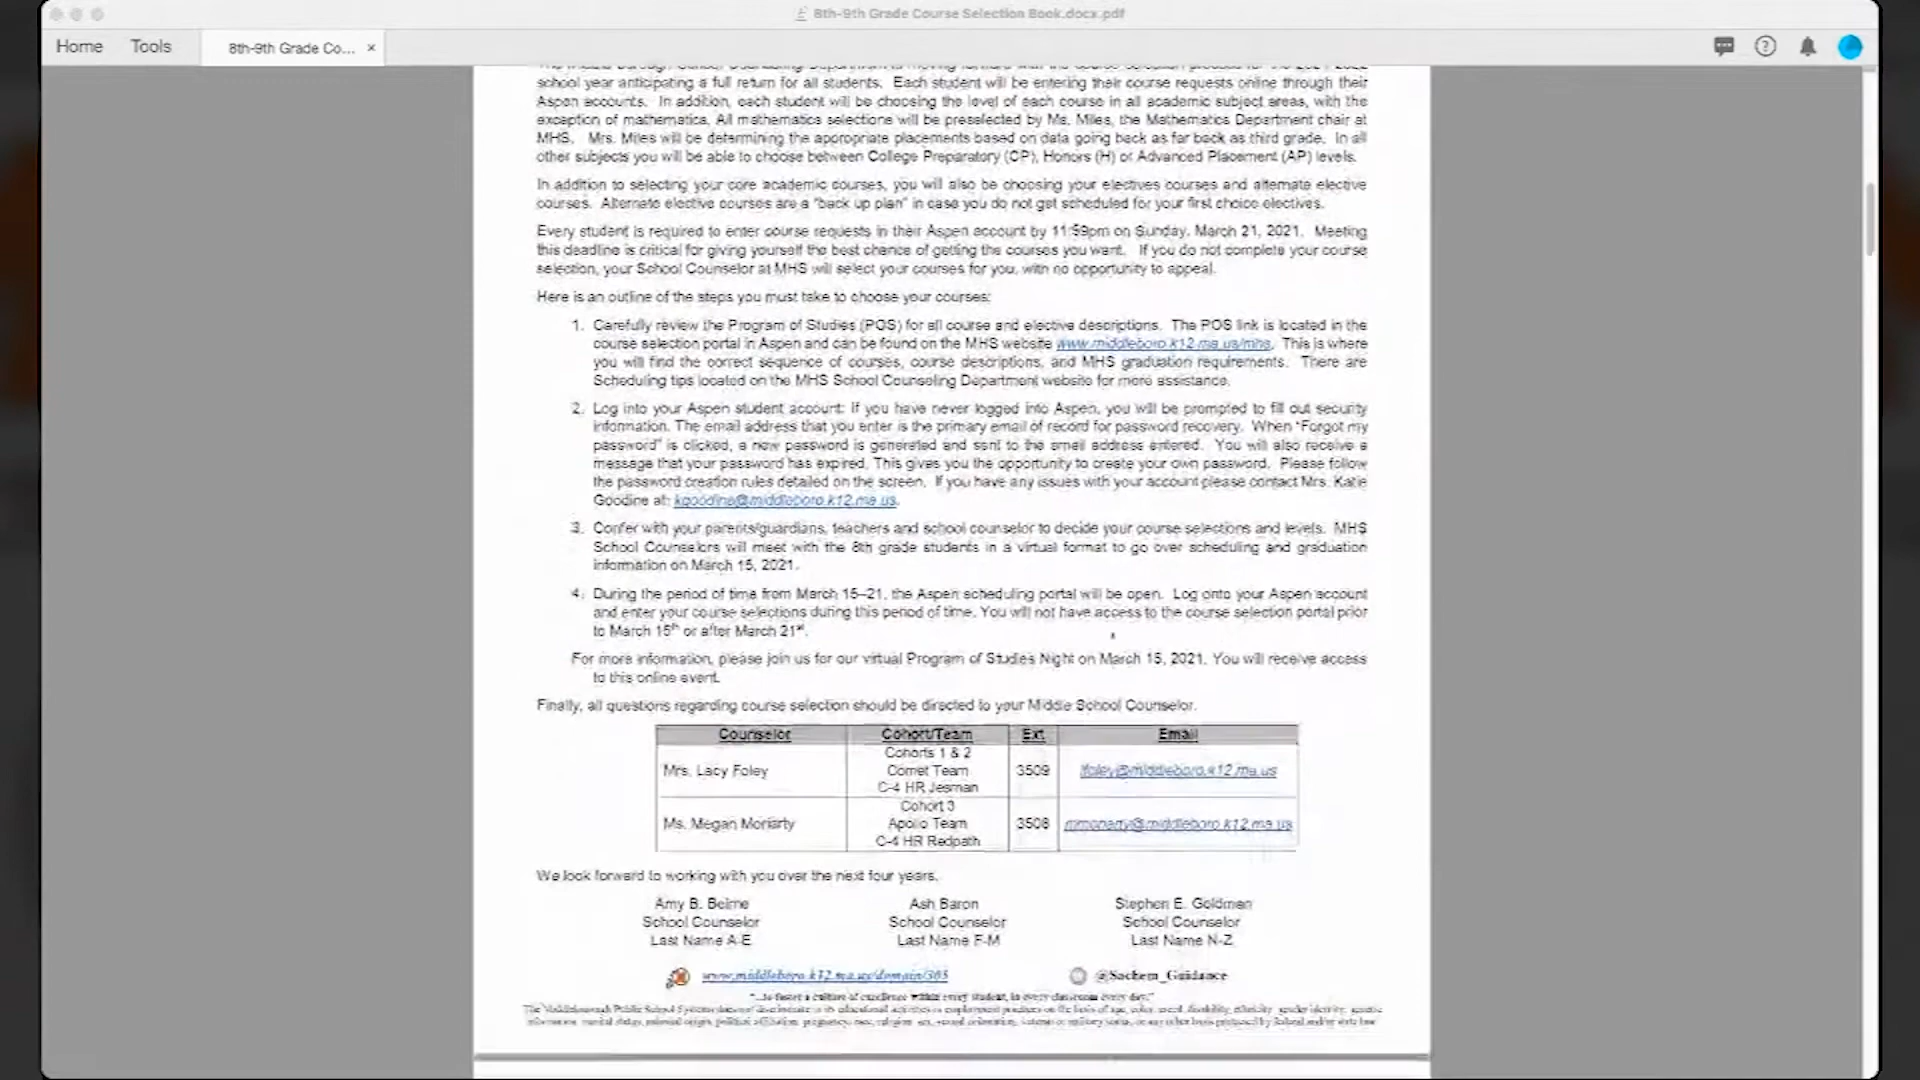 8th-9th Grade Course Selection Book.docx.pdf
Home Tools 8th-9th Grade Co... ×
school year anticipating a full return for all students. Each student will be entering their course requests online through their
Aspen accounts. In addition, each student will be choosing the level of each course in all academic subject areas, with the
exception of mathematics. All mathematics selections will be preselected by Ms. Miles, the Mathematics Department chair at
MHS. Mrs. Miles will be determining the appropriate placements based on data going back as far back as third grade. In all
other subjects you will be able to choose between College Preparatory (CP), Honors (H) or Advanced Placement (AP) levels.
In addition to selecting your core academic courses, you will also be choosing your electives courses and alternate elective
courses. Alternate elective courses are a "back up plan" in case you do not get scheduled for your first choice electives.
Every student is required to enter course requests in their Aspen account by 11:59pm on Sunday, March 21, 2021. Meeting
this deadline is critical for giving yourself the best chance of getting the courses you want. If you do not complete your course
selection, your School Counselor at MHS will select your courses for you, with no opportunity to appeal.
Here is an outline of the steps you must take to choose your courses:
1. Carefully review the Program of Studies (POS) for all course and elective descriptions. The POS link is located in the
course selection portal in Aspen and can be found on the MHS website www.middleboro.k12.ma.us/mhs. This is where
you will find the correct sequence of courses, course descriptions, and MHS graduation requirements. There are
Scheduling tips located on the MHS School Counseling Department website for more assistance.
2. Log into your Aspen student account: If you have never logged into Aspen, you will be prompted to fill out security
information. The email address that you enter is the primary email of record for password recovery. When "Forgot my
password" is clicked, a new password is generated and sent to the email address entered. You will also receive a
message that your password has expired. This gives you the opportunity to create your own password. Please follow
the password creation rules detailed on the screen. If you have any issues with your account please contact Mrs. Katie
Goodine at: kgoodine@middleboro.k12.ma.us.
3. Confer with your parents/guardians, teachers and school counselor to decide your course selections and levels. MHS
School Counselors will meet with the 8th grade students in a virtual format to go over scheduling and graduation
information on March 15, 2021.
4. During the period of time from March 15–21, the Aspen scheduling portal will be open. Log onto your Aspen account
and enter your course selections during this period of time. You will not have access to the course selection portal prior
to March 15th or after March 21st.
For more information, please join us for our virtual Program of Studies Night on March 15, 2021. You will receive access
to this online event.
Finally, all questions regarding course selection should be directed to your Middle School Counselor.
Counselor Cohort/Team Ext Email
Cohorts 1 & 2
Mrs. Lacy Foley Comet Team 3509 lfoley@middleboro.k12.ma.us
C-4 HR Jesman
Cohort 3
Ms. Megan Moriarty Apollo Team 3508 mmoriarty@middleboro.k12.ma.us
C-4 HR Redpath
We look forward to working with you over the next four years.
Amy B. Beirne Ash Baron Stephen E. Goldman
School Counselor School Counselor School Counselor
Last Name A-E Last Name F-M Last Name N-Z
www.middleboro.k12.ma.us/domain/365 @Sachem_Guidance
"...to foster a culture of excellence within every student, in every classroom every day."